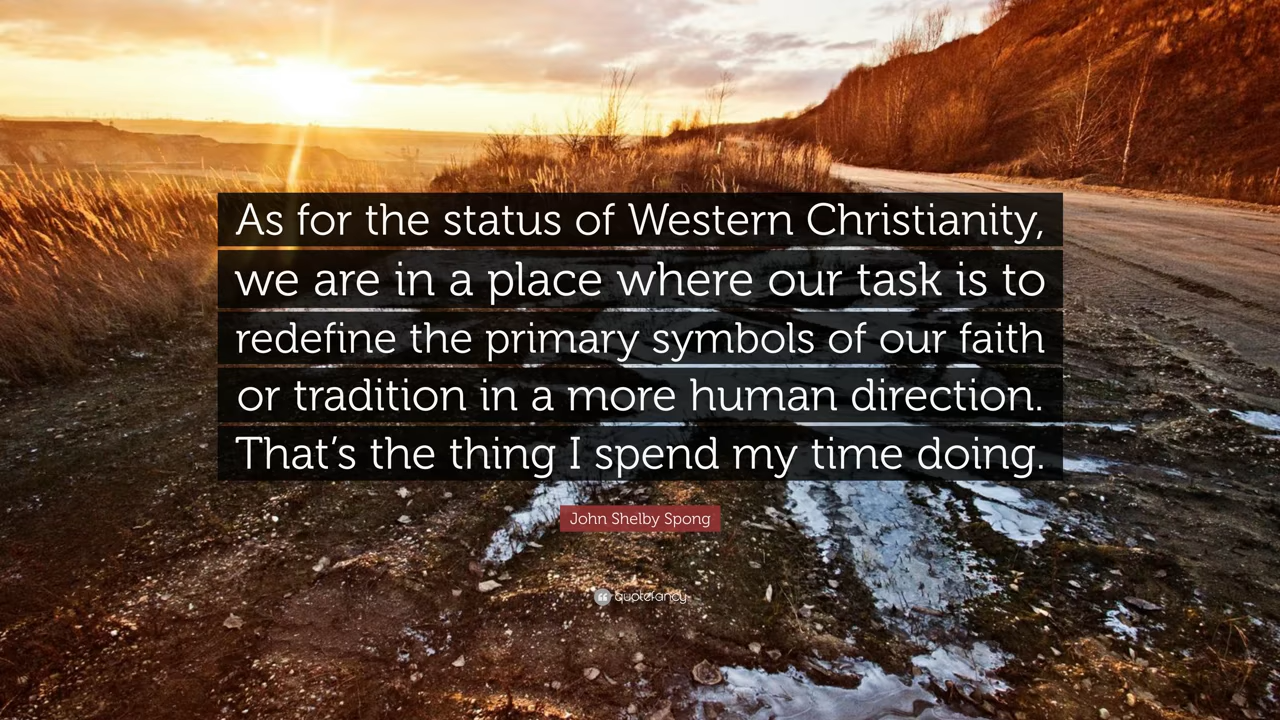 As for the status of Western Christianity,
we are in a place where our task is to
redefine the primary symbols of our faith
or tradition in a more human direction.
That’s the thing I spend my time doing.
John Shelby Spong
quotefancy